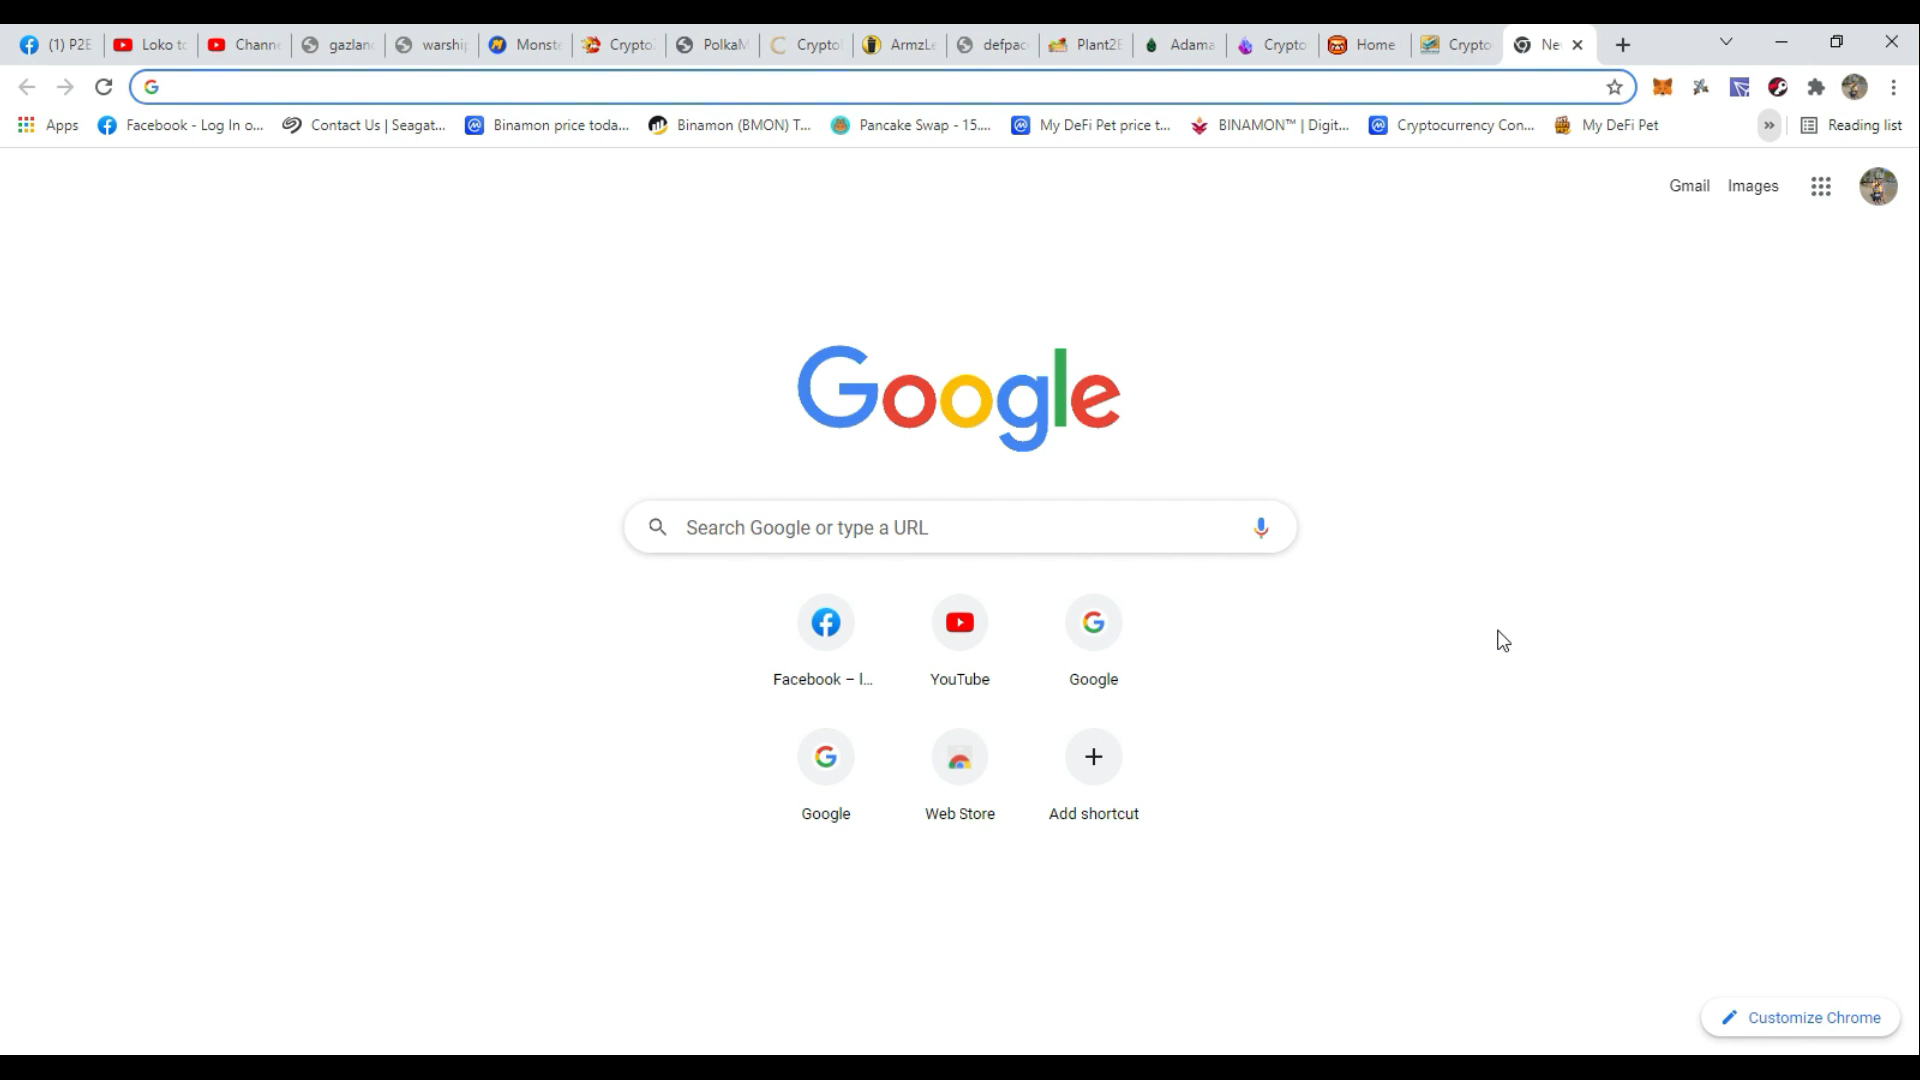 (1) P2E Loko to Chann gazlan warship Monst Crypto PolkaM Crypto ArmzLe defpac Plant2E Adama Crypto Home Crypto Ne
Apps Facebook - Log In o... Contact Us | Seagat... Binamon price toda... Binamon (BMON) T... Pancake Swap - 15.... My DeFi Pet price t... BINAMON™ | Digit... Cryptocurrency Con... My DeFi Pet Reading list
Gmail Images
Google
Search Google or type a URL
Facebook – l... YouTube Google
Google Web Store Add shortcut
Customize Chrome